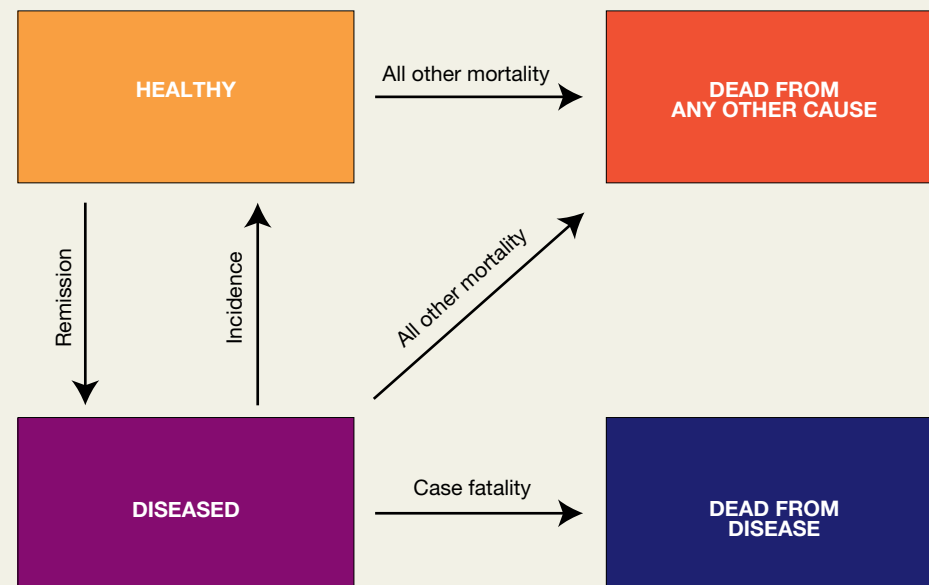 HEALTHY
All other mortality
DEAD FROM
ANY OTHER CAUSE
Remission
Incidence
All other mortality
DISEASED
Case fatality
DEAD FROM
DISEASE